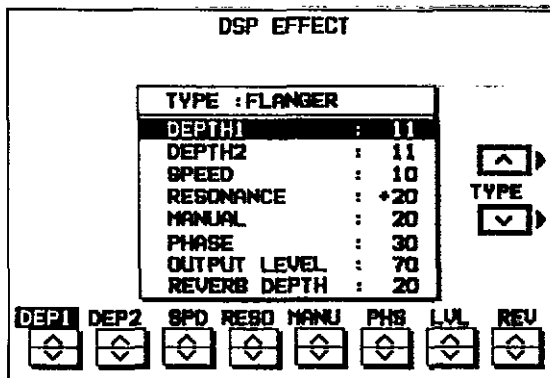 DSP EFFECT
TYPE :FLANGER
DEPTH1 : 11
DEPTH2 : 11
SPEED : 10
RESONANCE : +20
MANUAL : 20
PHASE : 30
OUTPUT LEVEL : 70
REVERB DEPTH : 20
TYPE
DEP1 DEP2 SPD RESO MANU PHS LVL REV